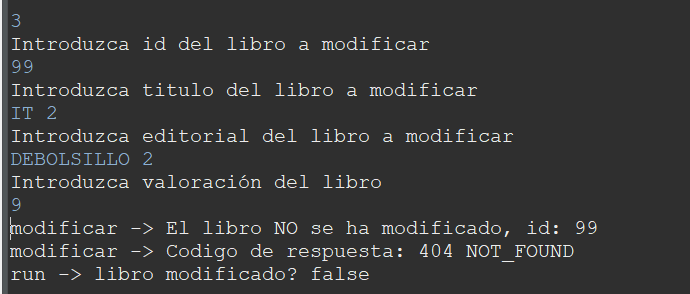 3
Introduzca id del libro a modificar
99
Introduzca titulo del libro a modificar
IT 2
Introduzca editorial del libro a modificar
DEBOLSILLO 2
Introduzca valoración del libro
9
modificar -> El libro NO se ha modificado, id: 99
modificar -> Codigo de respuesta: 404 NOT_FOUND
run -> libro modificado? false